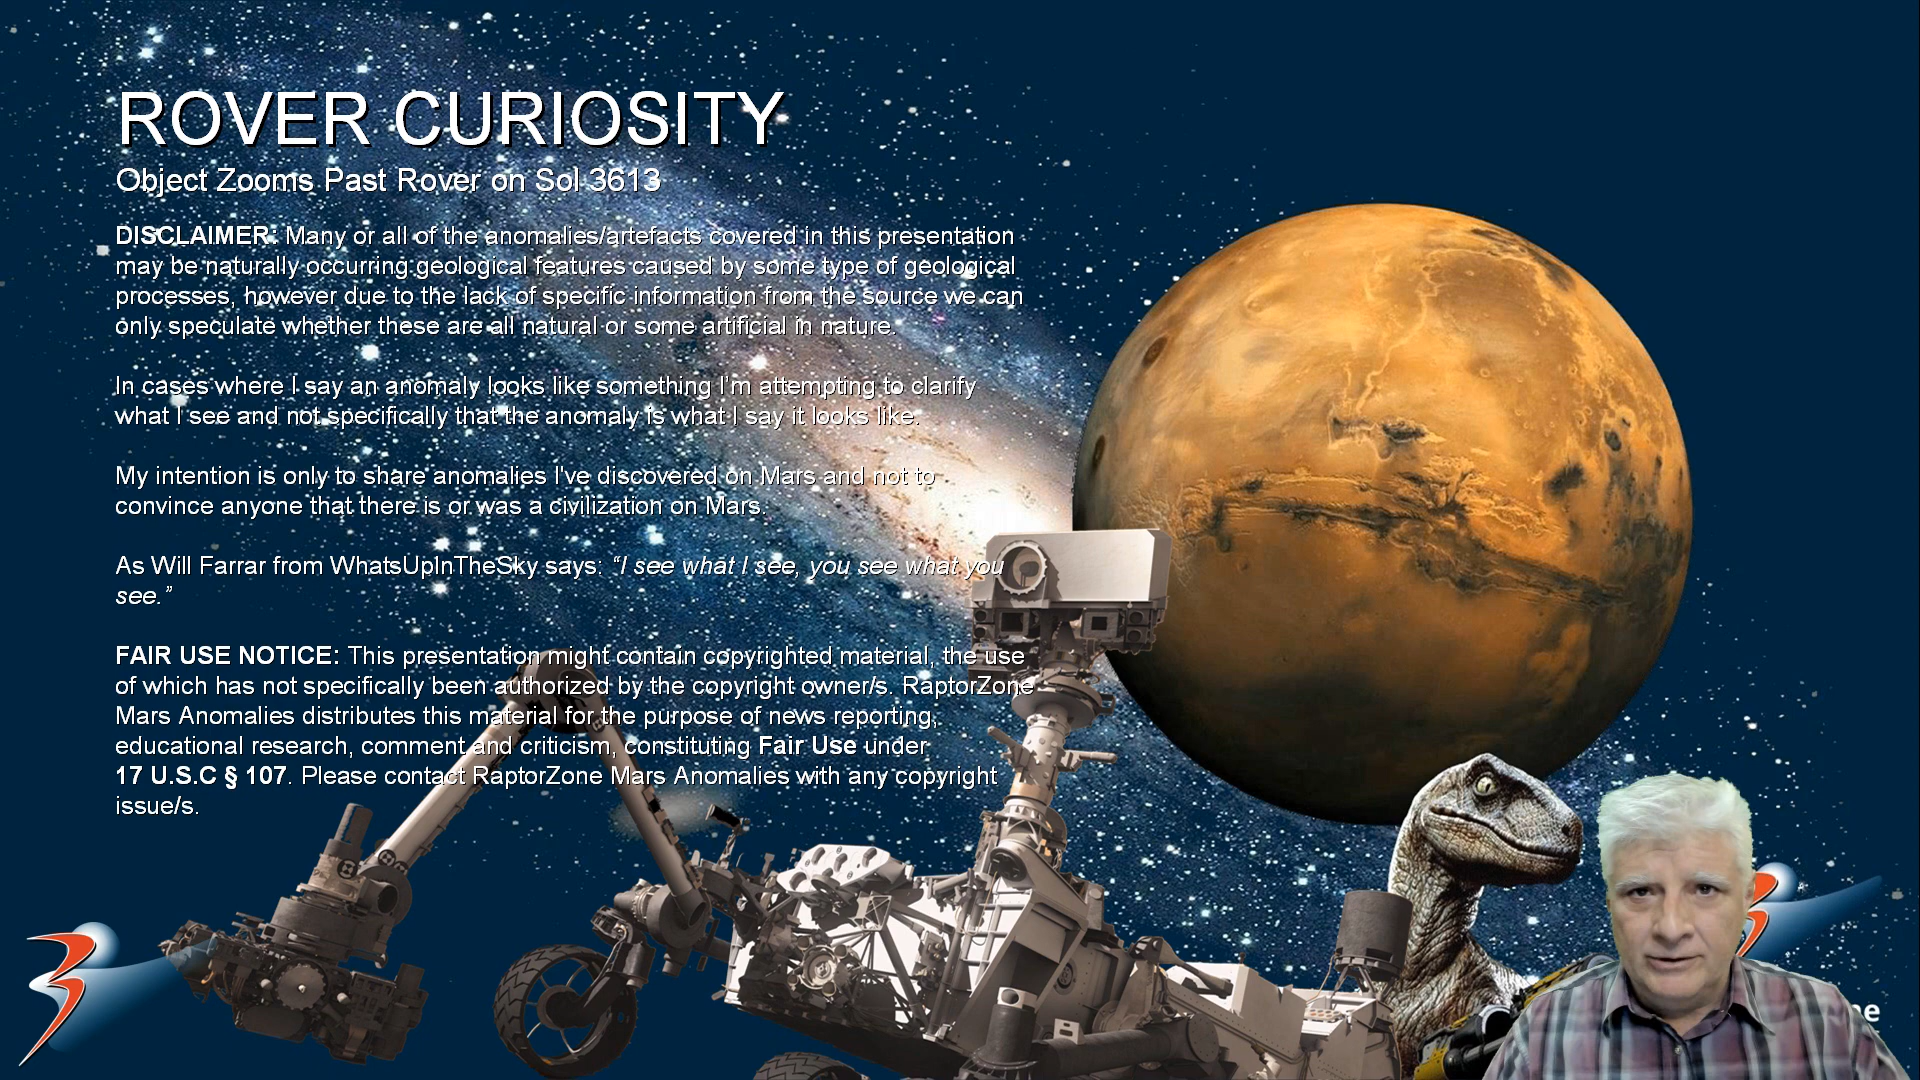 ROVER CURIOSITY
Object Zooms Past Rover on Sol 3613
DISCLAIMER: Many or all of the anomalies/artefacts covered in this presentation
may be naturally occurring geological features caused by some type of geological
processes, however due to the lack of specific information from the source we can
only speculate whether these are all natural or some artificial in nature.
In cases where I say an anomaly looks like something I'm attempting to clarify
what I see and not specifically that the anomaly is what I say it looks like.
My intention is only to share anomalies I've discovered on Mars and not to
convince anyone that there is or was a civilization on Mars.
As Will Farrar from WhatsUpInTheSky says: “I see what I see, you see what you
see.”
FAIR USE NOTICE: This presentation might contain copyrighted material, the use
of which has not specifically been authorized by the copyright owner/s. RaptorZone
Mars Anomalies distributes this material for the purpose of news reporting,
educational research, comment and criticism, constituting Fair Use under
17 U.S.C § 107. Please contact RaptorZone Mars Anomalies with any copyright
issue/s.